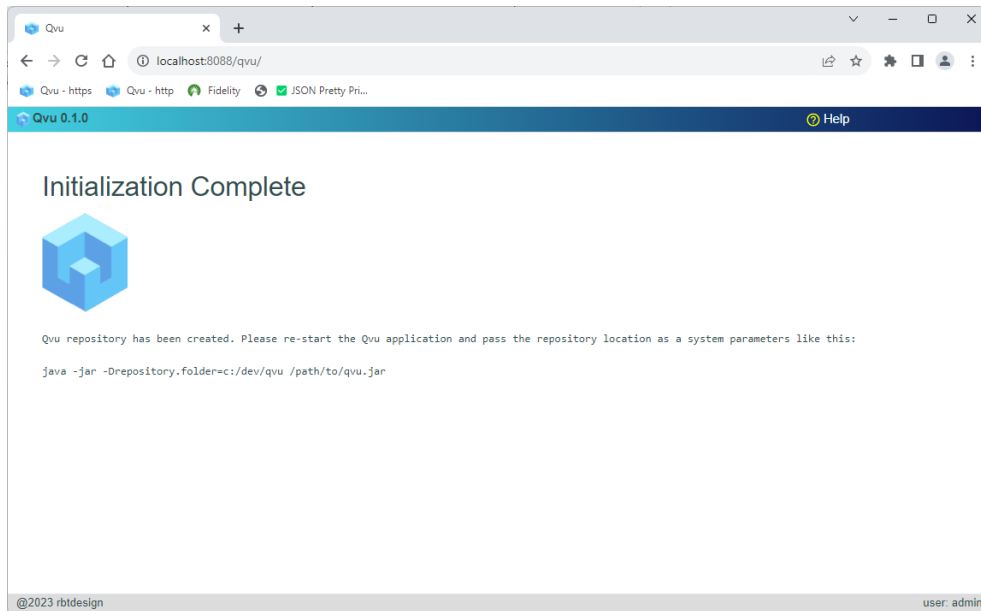 Qvu
localhost:8088/qvu/
Qvu - https Qvu - http Fidelity JSON Pretty Pri...
Qvu 0.1.0 Help
Initialization Complete
Qvu repository has been created. Please re-start the Qvu application and pass the repository location as a system parameters like this:
java -jar -Drepository.folder=c:/dev/qvu /path/to/qvu.jar
@2023 rbtdesign user: admin